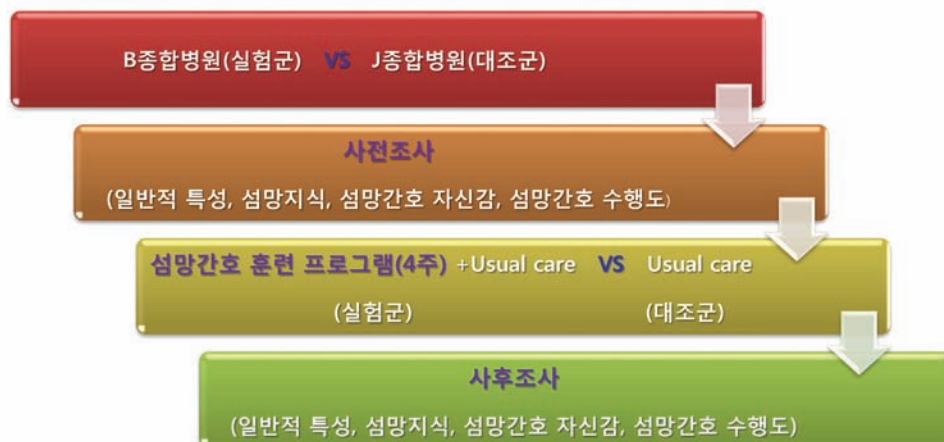 B종합병원(실험군) VS J종합병원(대조군)
사전조사
(일반적 특성, 섬망지식, 섬망간호 자신감, 섬망간호 수행도)
섬망간호 훈련 프로그램(4주) +Usual care VS Usual care
(실험군) (대조군)
사후조사
(일반적 특성, 섬망지식, 섬망간호 자신감, 섬망간호 수행도)